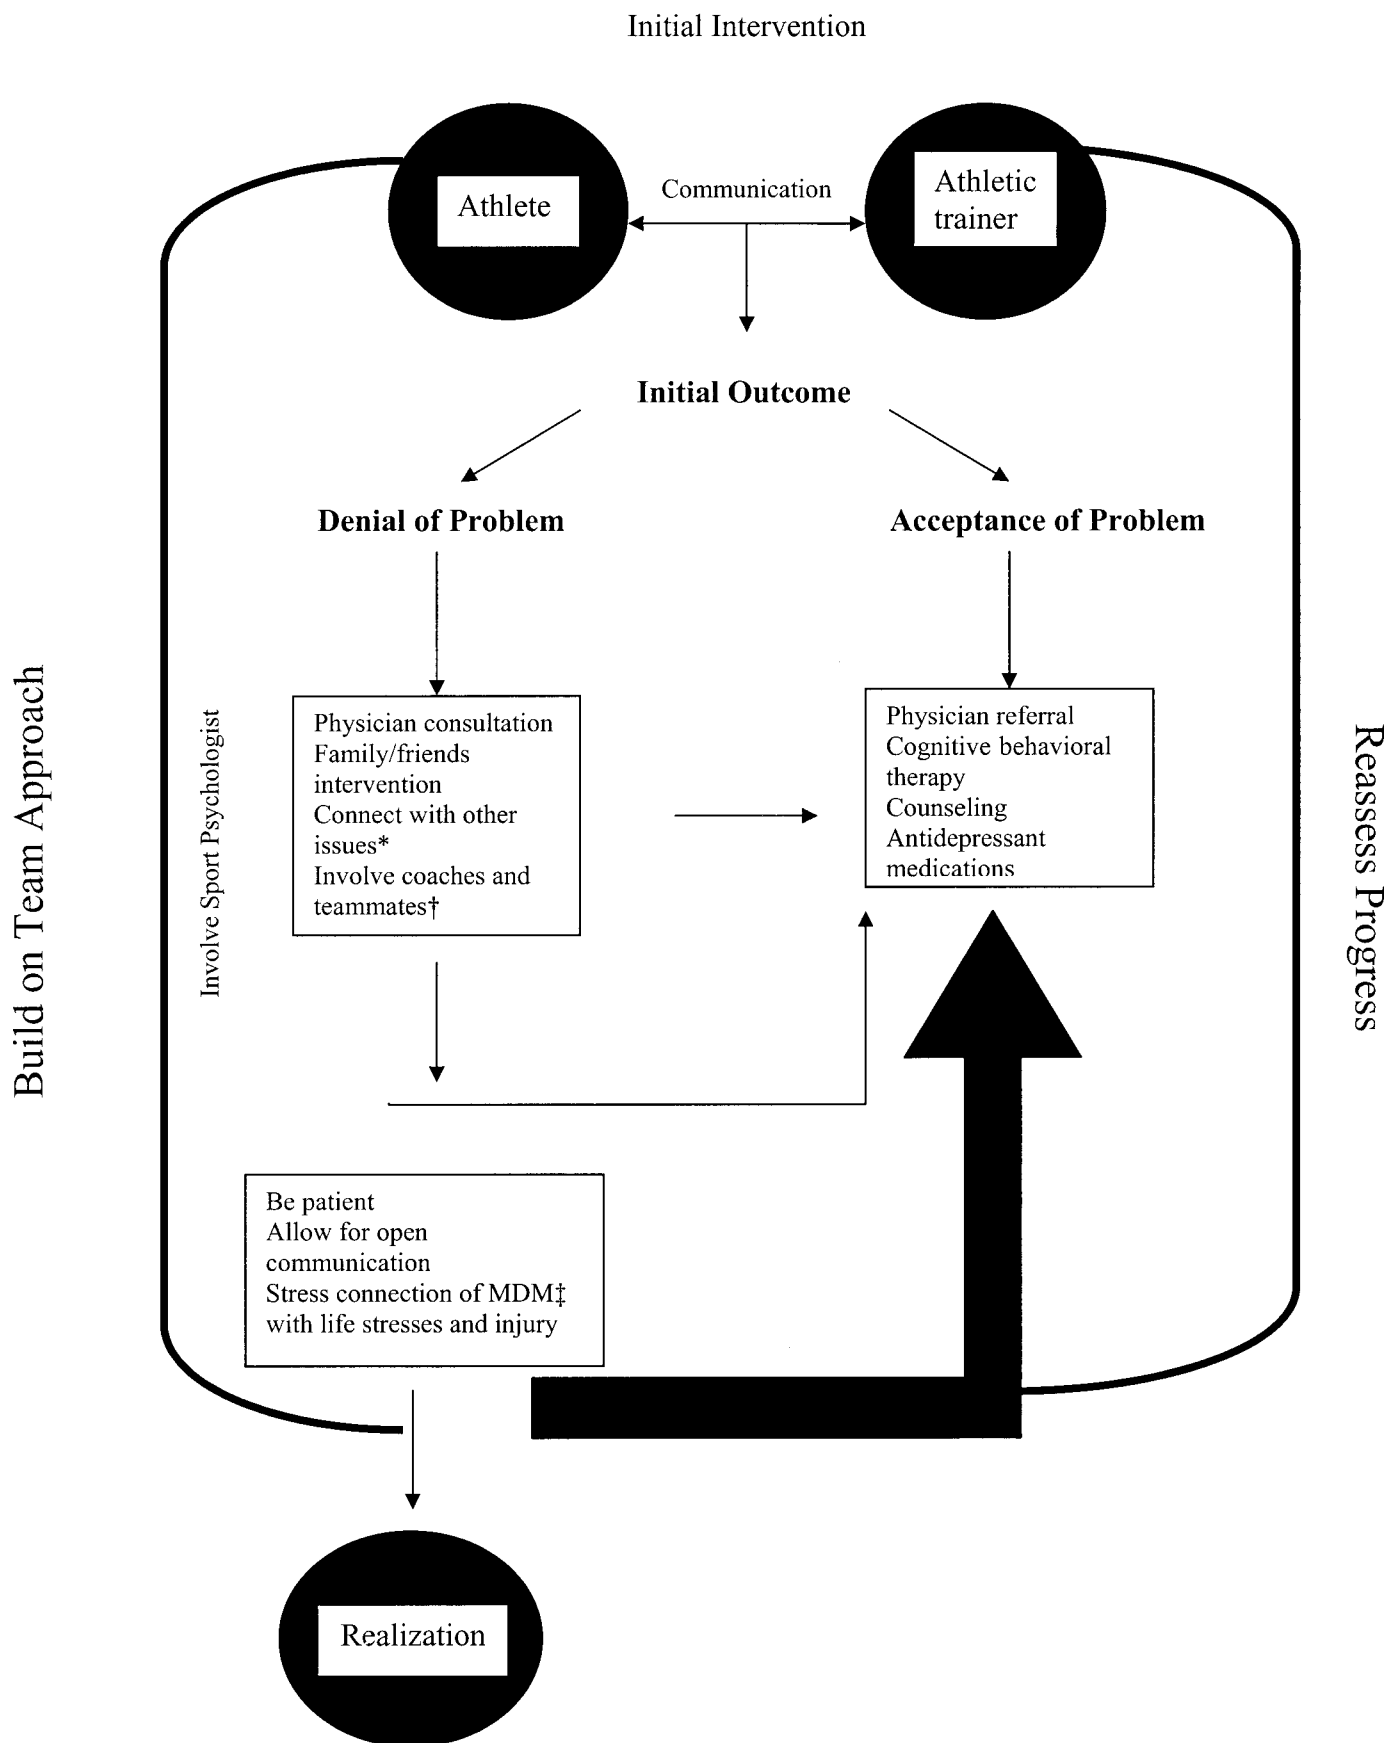 Initial Intervention
Athlete
Communication
Athletic
trainer
Initial Outcome
Denial of Problem
Acceptance of Problem
Build on Team Approach
Involve Sport Psychologist
Physician consultation
Family/friends
intervention
Connect with other
issues*
Involve coaches and
teammates†
Physician referral
Cognitive behavioral
therapy
Counseling
Antidepressant
medications
Reassess Progress
Be patient
Allow for open
communication
Stress connection of MDM‡
with life stresses and injury
Realization